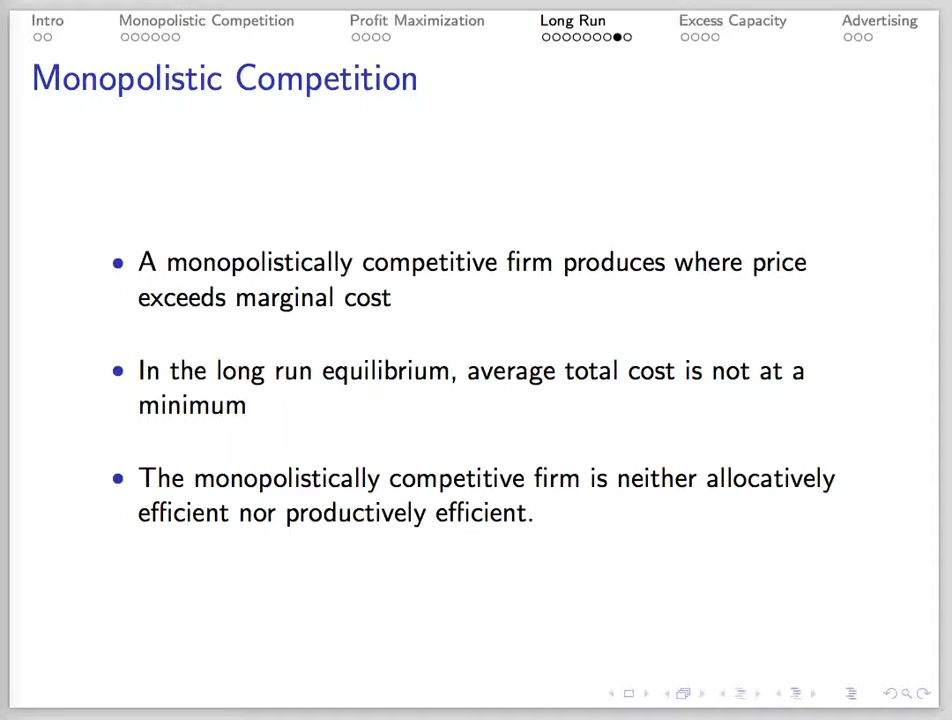 Intro Monopolistic Competition Profit Maximization Long Run Excess Capacity Advertising
Monopolistic Competition
• A monopolistically competitive firm produces where price
exceeds marginal cost
• In the long run equilibrium, average total cost is not at a
minimum
• The monopolistically competitive firm is neither allocatively
efficient nor productively efficient.